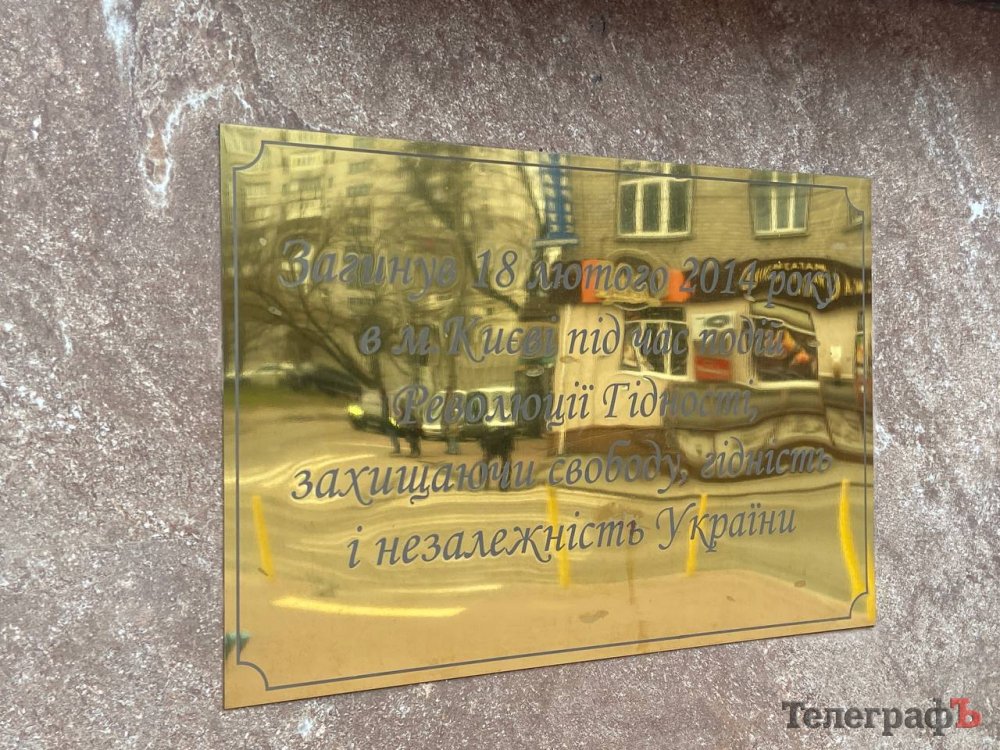 Загинув 18 лютого 2014 року
в м. Києві під час подій
Революції Гідності,
захищаючи свободу, гідність
і незалежність України
ТелеграфЪ